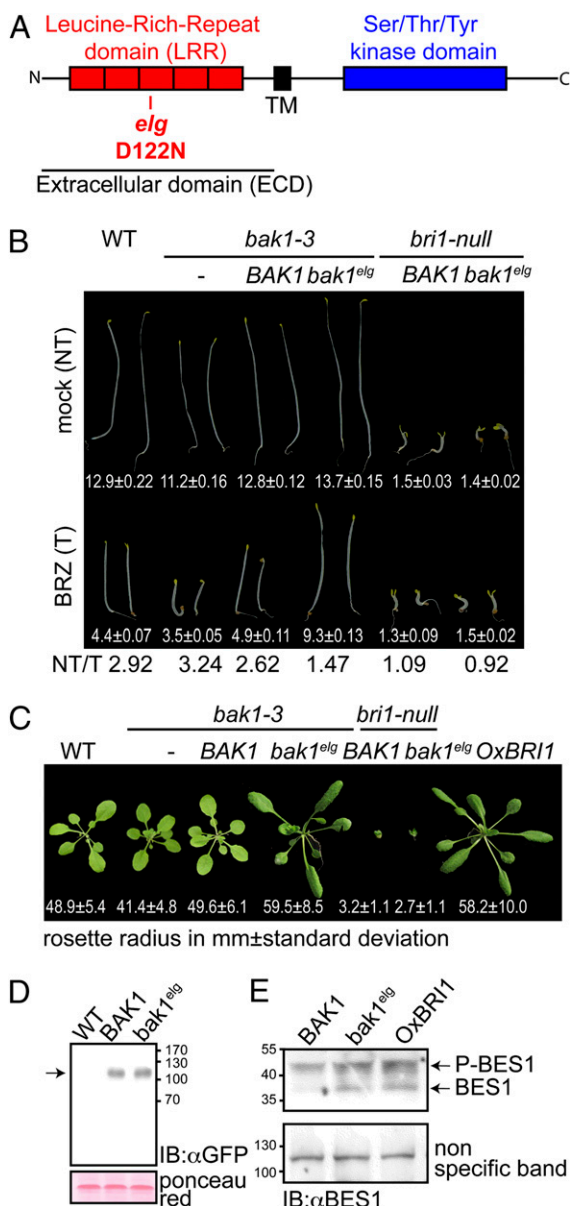 A
Leucine-Rich-Repeat domain (LRR)
Ser/Thr/Tyr kinase domain
N
C
TM
elg
D122N
Extracellular domain (ECD)
B
WT bak1-3 bri1-null
- BAK1 bak1elg BAK1 bak1elg
mock (NT)
12.9±0.22 11.2±0.16 12.8±0.12 13.7±0.15 1.5±0.03 1.4±0.02
BRZ (T)
4.4±0.07 3.5±0.05 4.9±0.11 9.3±0.13 1.3±0.09 1.5±0.02
NT/T 2.92 3.24 2.62 1.47 1.09 0.92
C
bak1-3 bri1-null
WT - BAK1 bak1elg BAK1 bak1elg OxBRI1
48.9±5.4 41.4±4.8 49.6±6.1 59.5±8.5 3.2±1.1 2.7±1.1 58.2±10.0
rosette radius in mm±standard deviation
D
WT BAK1 bak1elg
170
130
100
70
IB:αGFP
ponceau red
E
BAK1 bak1elg OxBRI1
55
40
35
P-BES1
BES1
130
100
non specific band
IB:αBES1